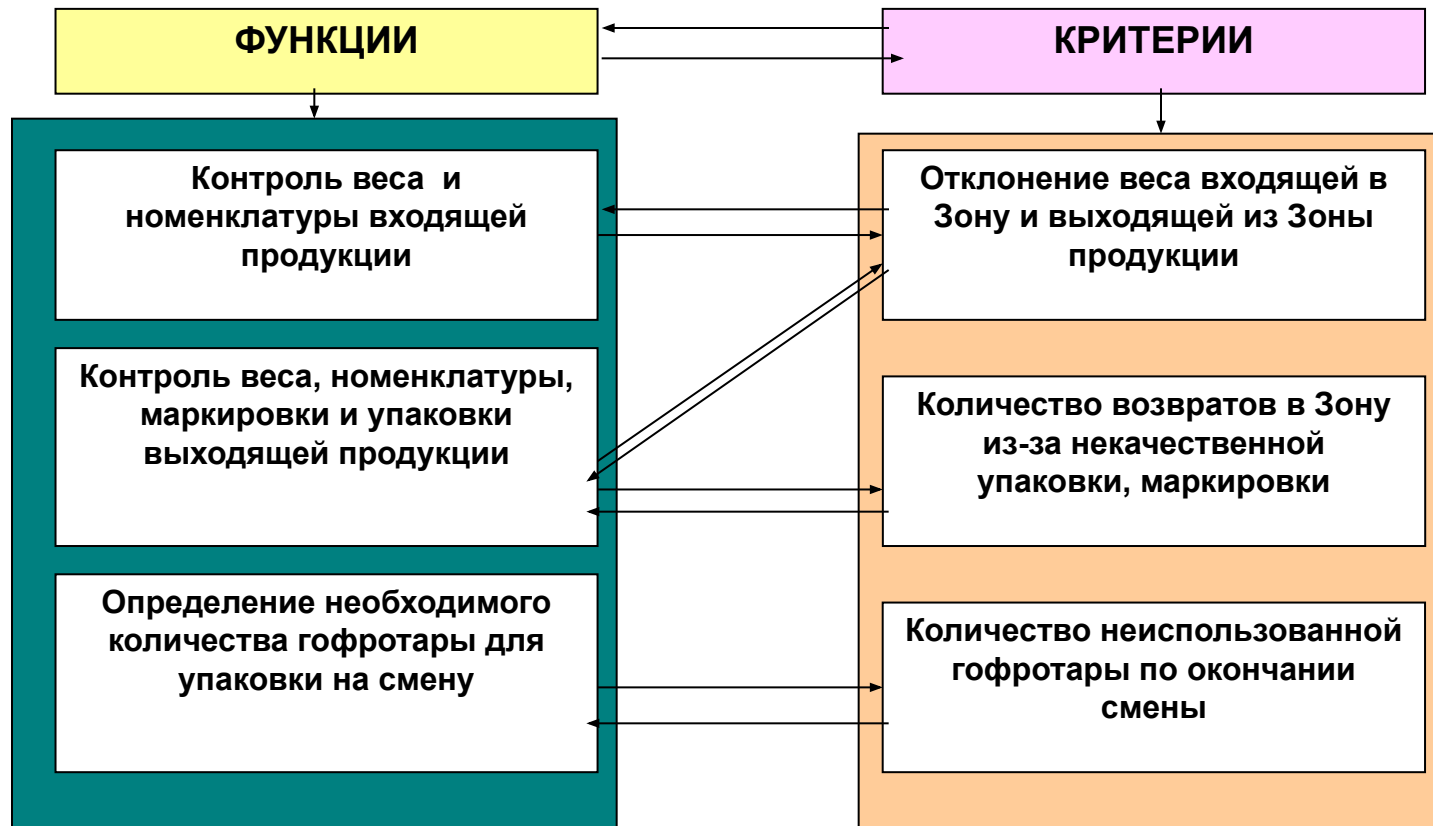 ФУНКЦИИ
КРИТЕРИИ
Контроль веса и
номенклатуры входящей
продукции
Отклонение веса входящей в
Зону и выходящей из Зоны
продукции
Контроль веса, номенклатуры,
маркировки и упаковки
выходящей продукции
Количество возвратов в Зону
из-за некачественной
упаковки, маркировки
Определение необходимого
количества гофротары для
упаковки на смену
Количество неиспользованной
гофротары по окончании
смены